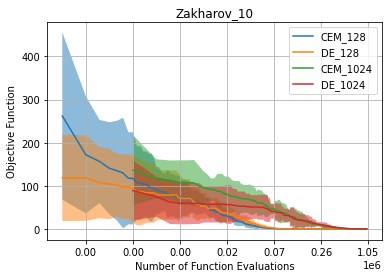 Zakharov_10
Objective Function
400
300
200
100
0
CEM_128
DE_128
CEM_1024
DE_1024
0.00 0.00 0.00 0.02 0.07 0.26 1.05
1e6
Number of Function Evaluations